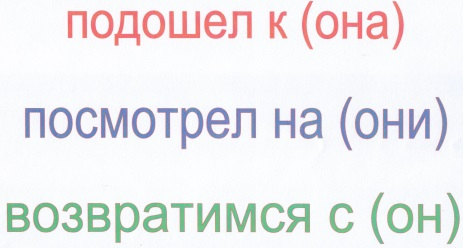 подошел к (она)
посмотрел на (они)
возвратимся с (он)